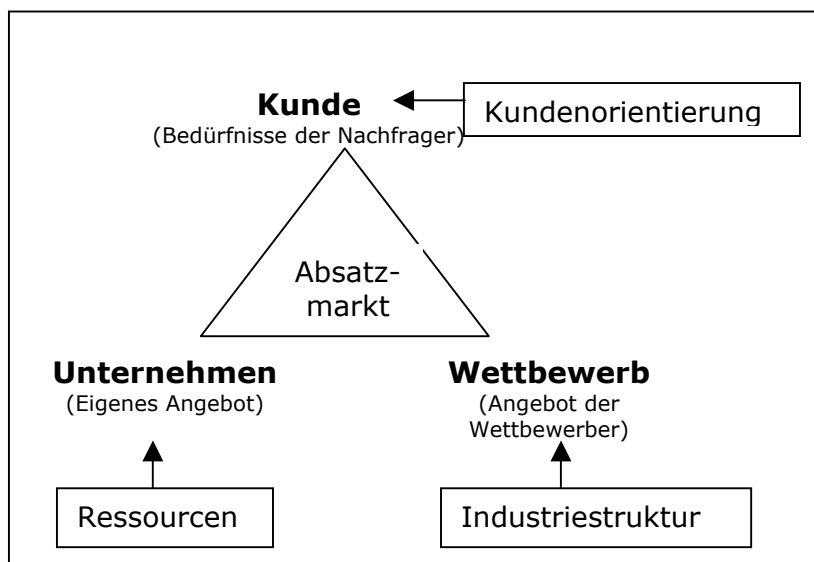 Kunde
(Bedürfnisse der Nachfrager)
Kundenorientierung
Absatz-
markt
Unternehmen
(Eigenes Angebot)
Wettbewerb
(Angebot der
Wettbewerber)
Ressourcen
Industriestruktur